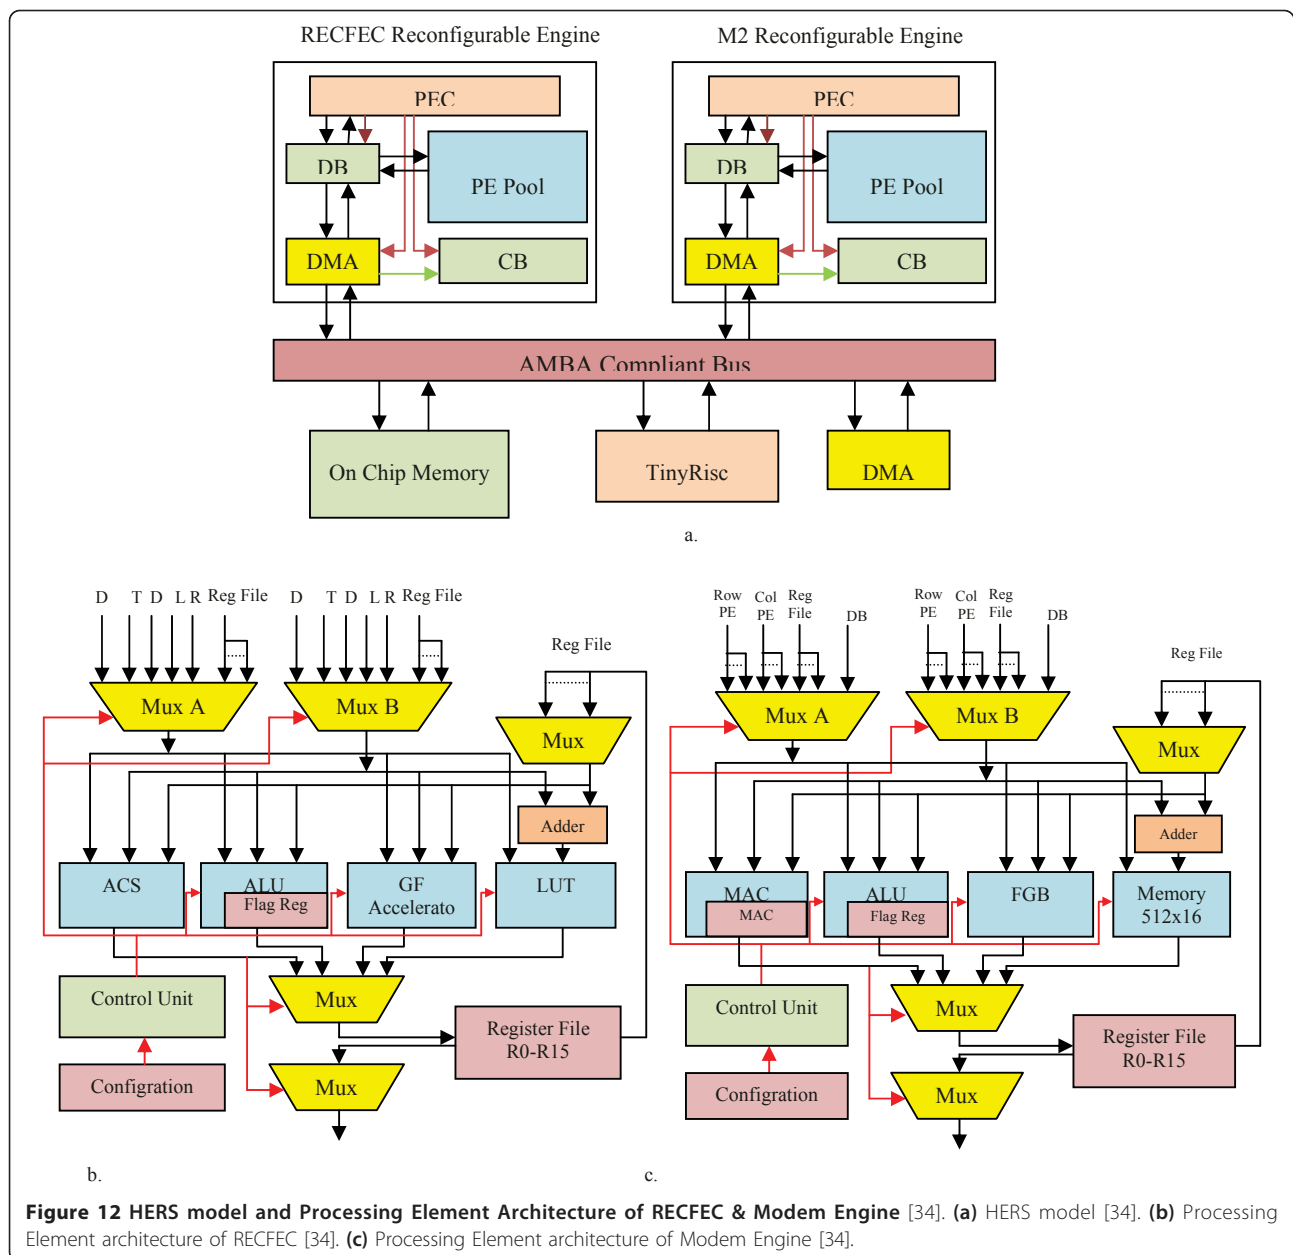 RECFEC Reconfigurable Engine
M2 Reconfigurable Engine
PEC
DB
PE Pool
DMA
CB
PEC
DB
PE Pool
DMA
CB
AMBA Compliant Bus
On Chip Memory
TinyRisc
DMA
a.
D T D L R Reg File
D T D L R Reg File
Reg File
Mux A
Mux B
Mux
Adder
ACS
ALU
Flag Reg
GF
Accelerato
LUT
Control Unit
Mux
Register File
R0-R15
Configration
Mux
b.
Row
PE
Col
PE
Reg
File
DB
Row
PE
Col
PE
Reg
File
DB
Reg File
Mux A
Mux B
Mux
Adder
MAC
MAC
ALU
Flag Reg
FGB
Memory
512x16
Control Unit
Mux
Register File
R0-R15
Configration
Mux
c.
Figure 12 HERS model and Processing Element Architecture of RECFEC & Modem Engine [34]. (a) HERS model [34]. (b) Processing
Element architecture of RECFEC [34]. (c) Processing Element architecture of Modem Engine [34].